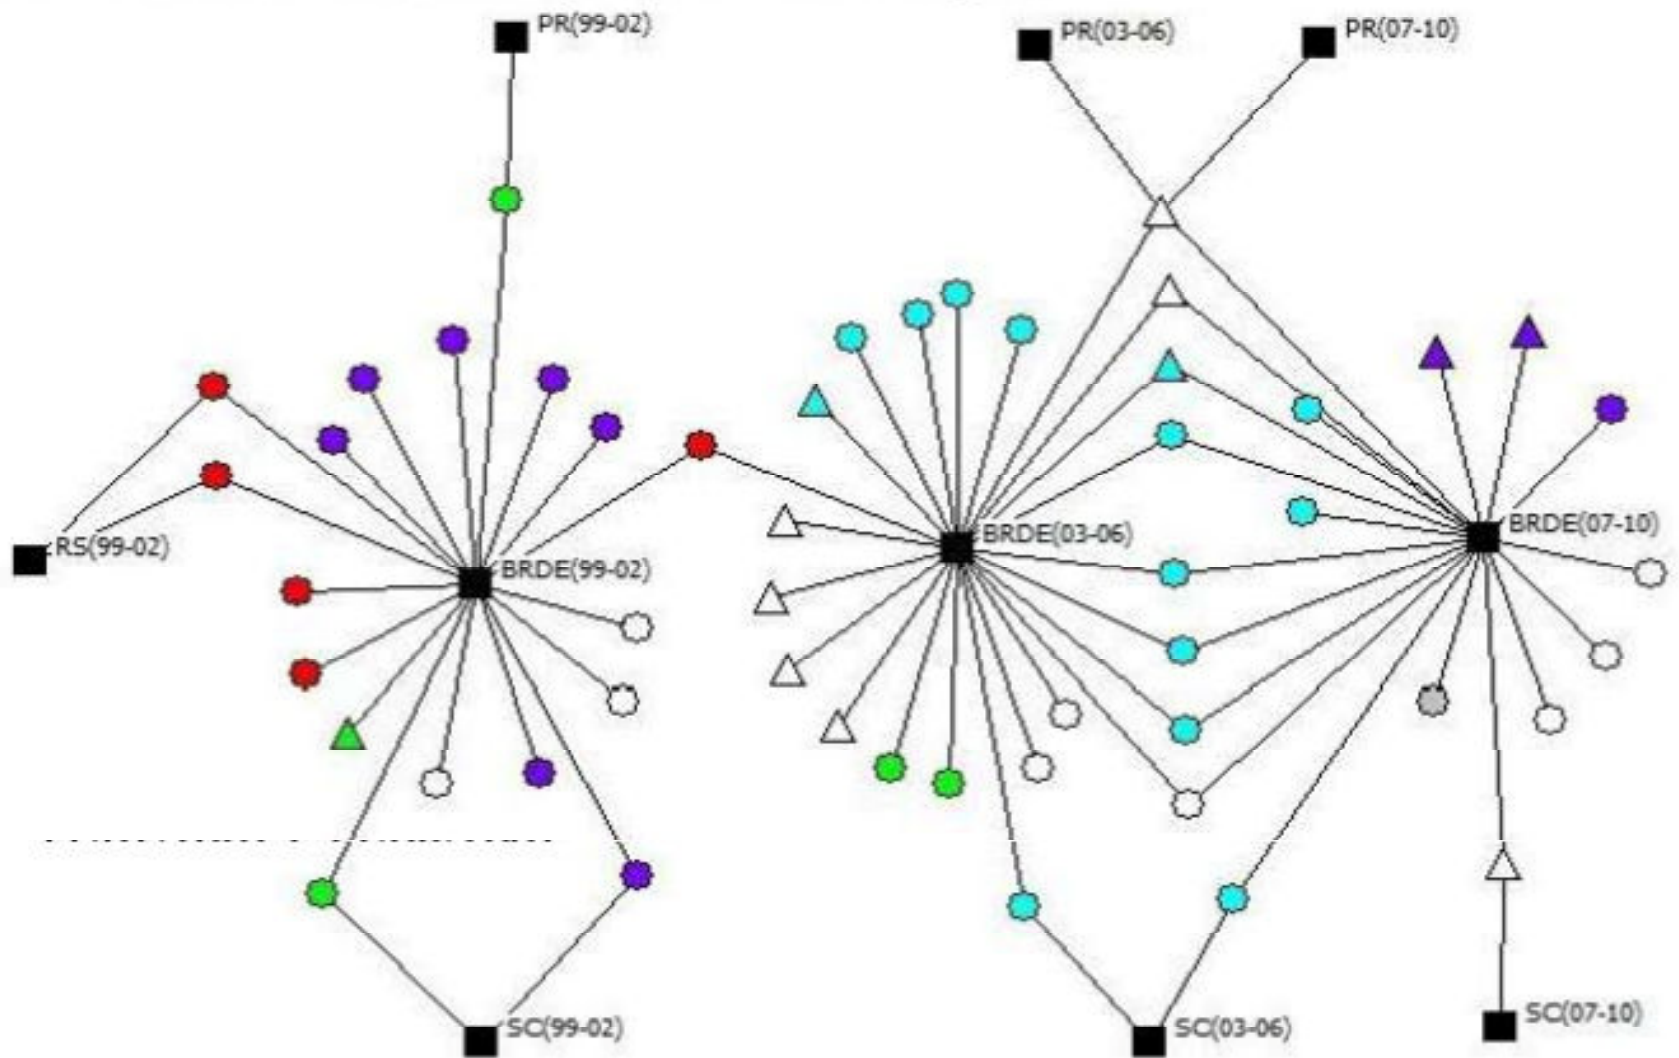 PR(99-02)
PR(03-06)
PR(07-10)
RS(99-02)
BRDE(99-02)
BRDE(03-06)
BRDE(07-10)
SC(99-02)
SC(03-06)
SC(07-10)